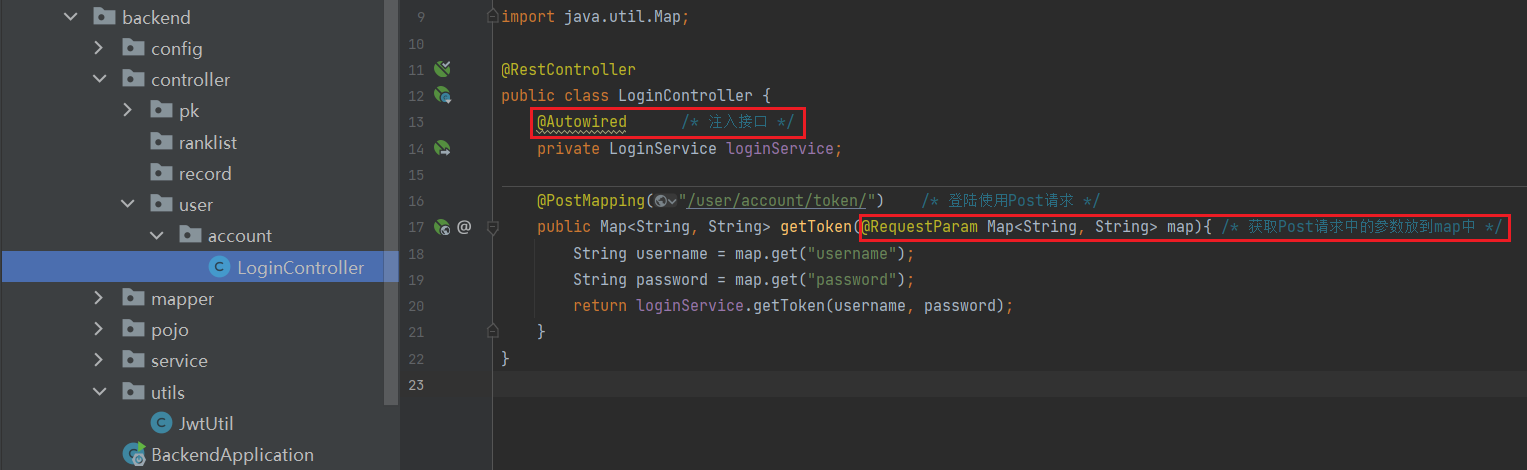 backend
config
controller
pk
ranklist
record
user
account
LoginController
mapper
pojo
service
utils
JwtUtil
BackendApplication
9 import java.util.Map;
10
11 @RestController
12 public class LoginController {
13 @Autowired /* 注入接口 */
14 private LoginService loginService;
15
16 @PostMapping("/user/account/token/") /* 登陆使用Post请求 */
17 @ public Map<String, String> getToken(@RequestParam Map<String, String> map){ /* 获取Post请求中的参数放到map中 */
18 String username = map.get("username");
19 String password = map.get("password");
20 return loginService.getToken(username, password);
21 }
22 }
23